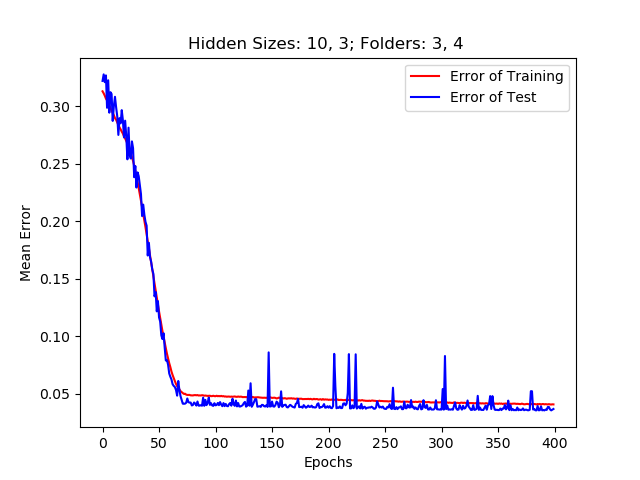 Hidden Sizes: 10, 3; Folders: 3, 4
Error of Training
Error of Test
Mean Error
0.30
0.25
0.20
0.15
0.10
0.05
0 50 100 150 200 250 300 350 400
Epochs